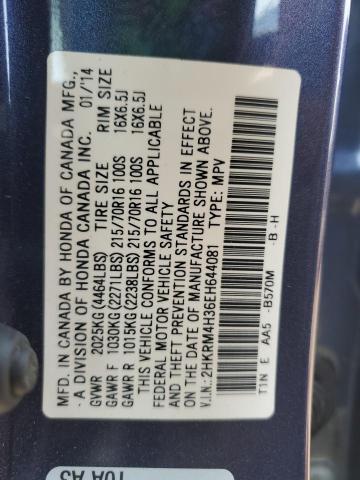 MFD. IN CANADA BY HONDA OF CANADA MFG.,
- A DIVISION OF HONDA CANADA INC. 01/'14
TIRE SIZE RIM SIZE
GVWR 2025KG (4464LBS)
GAWR F 1030KG (2271LBS) 215/70R16 100S 16X6.5J
GAWR R 1015KG (2238LBS) 215/70R16 100S 16X6.5J
THIS VEHICLE CONFORMS TO ALL APPLICABLE
FEDERAL MOTOR VEHICLE SAFETY
AND THEFT PREVENTION STANDARDS IN EFFECT
ON THE DATE OF MANUFACTURE SHOWN ABOVE.
V.I.N.: 2HKRM4H36EH644081 TYPE: MPV
T1N E AA5 -B570M -B -H